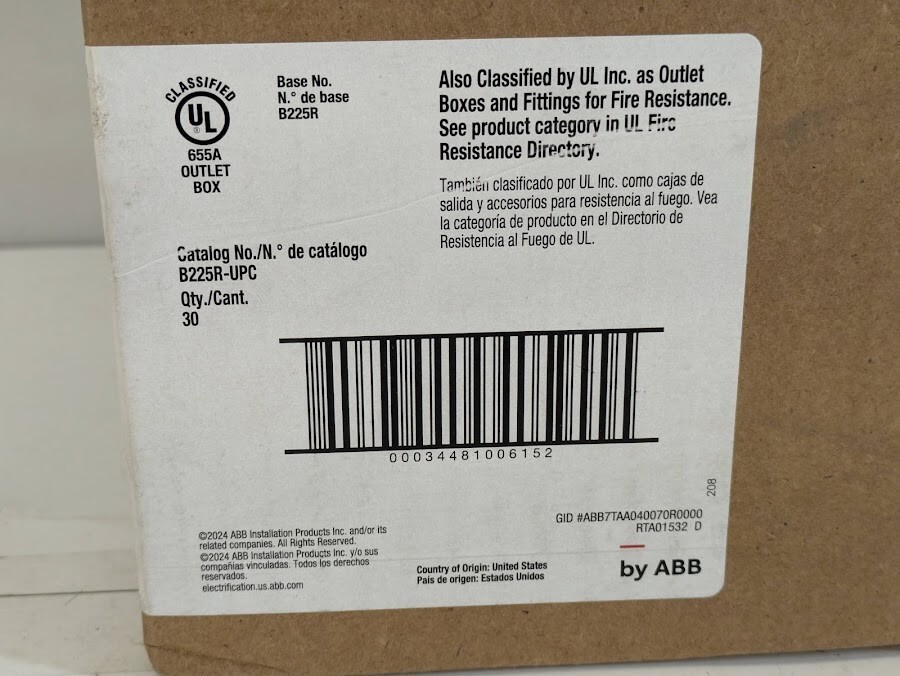 CLASSIFIED
UL
®
655A
OUTLET
BOX
Base No.
N.° de base
B225R
Also Classified by UL Inc. as Outlet
Boxes and Fittings for Fire Resistance.
See product category in UL Fire
Resistance Directory.
También clasificado por UL Inc. como cajas de
salida y accesorios para resistencia al fuego. Vea
la categoría de producto en el Directorio de
Resistencia al Fuego de UL.
Catalog No./N.° de catálogo
B225R-UPC
Qty./Cant.
30
00034481006152
208
GID #ABB7TAA040070R0000
RTA01532 D
©2024 ABB Installation Products Inc. and/or its
related companies. All Rights Reserved.
©2024 ABB Installation Products Inc. y/o sus
compañias vinculadas. Todos los derechos
reservados.
electrification.us.abb.com
Country of Origin: United States
País de origen: Estados Unidos
by ABB